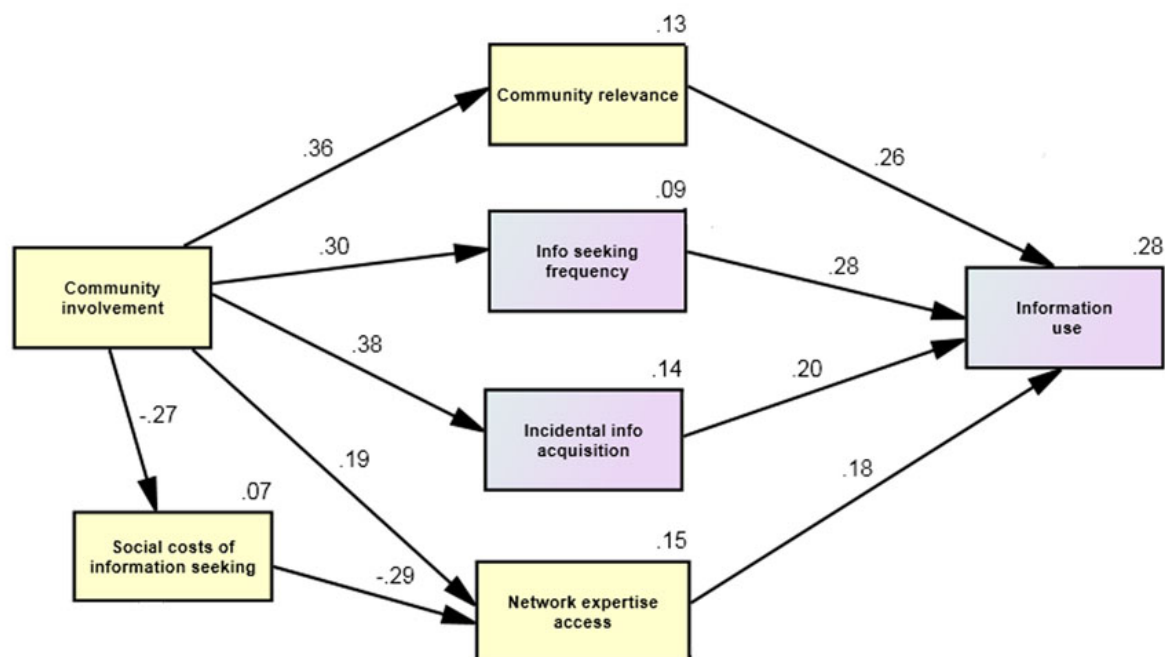 .13
Community relevance
.36
.26
.09
Info seeking
frequency
.30
.28
.28
Community
involvement
Information
use
.38
.14
.20
Incidental info
acquisition
-.27
.19
.18
.07
Social costs of
information seeking
.15
-.29
Network expertise
access